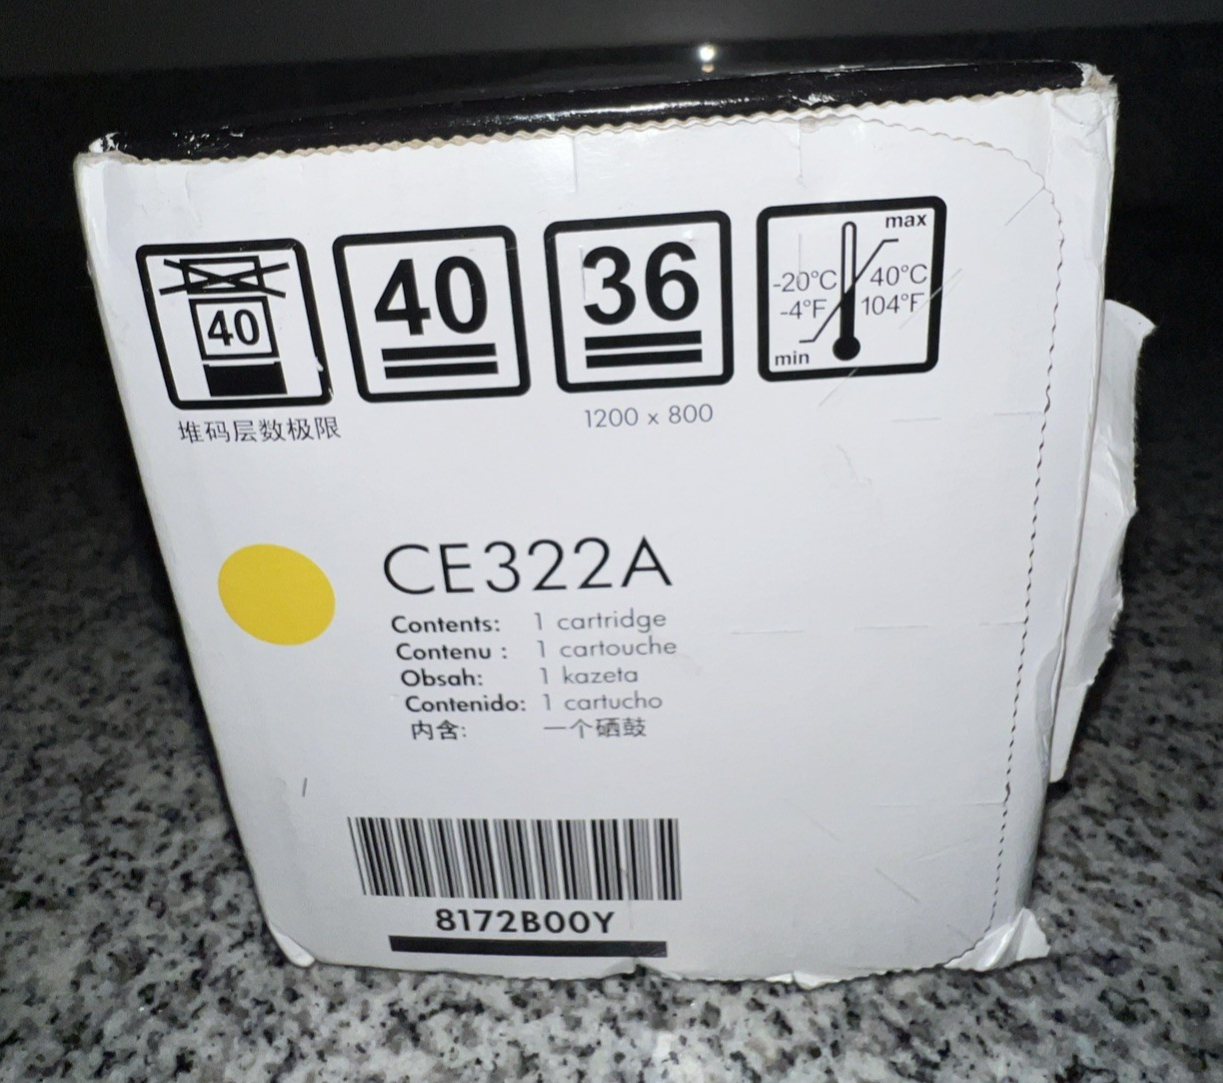 40
40
36
max
-20°C 40°C
-4°F 104°F
min
堆码层数极限
1200 x 800
CE322A
Contents: 1 cartridge
Contenu : 1 cartouche
Obsah: 1 kazeta
Contenido: 1 cartucho
内含: 一个硒鼓
8172B00Y